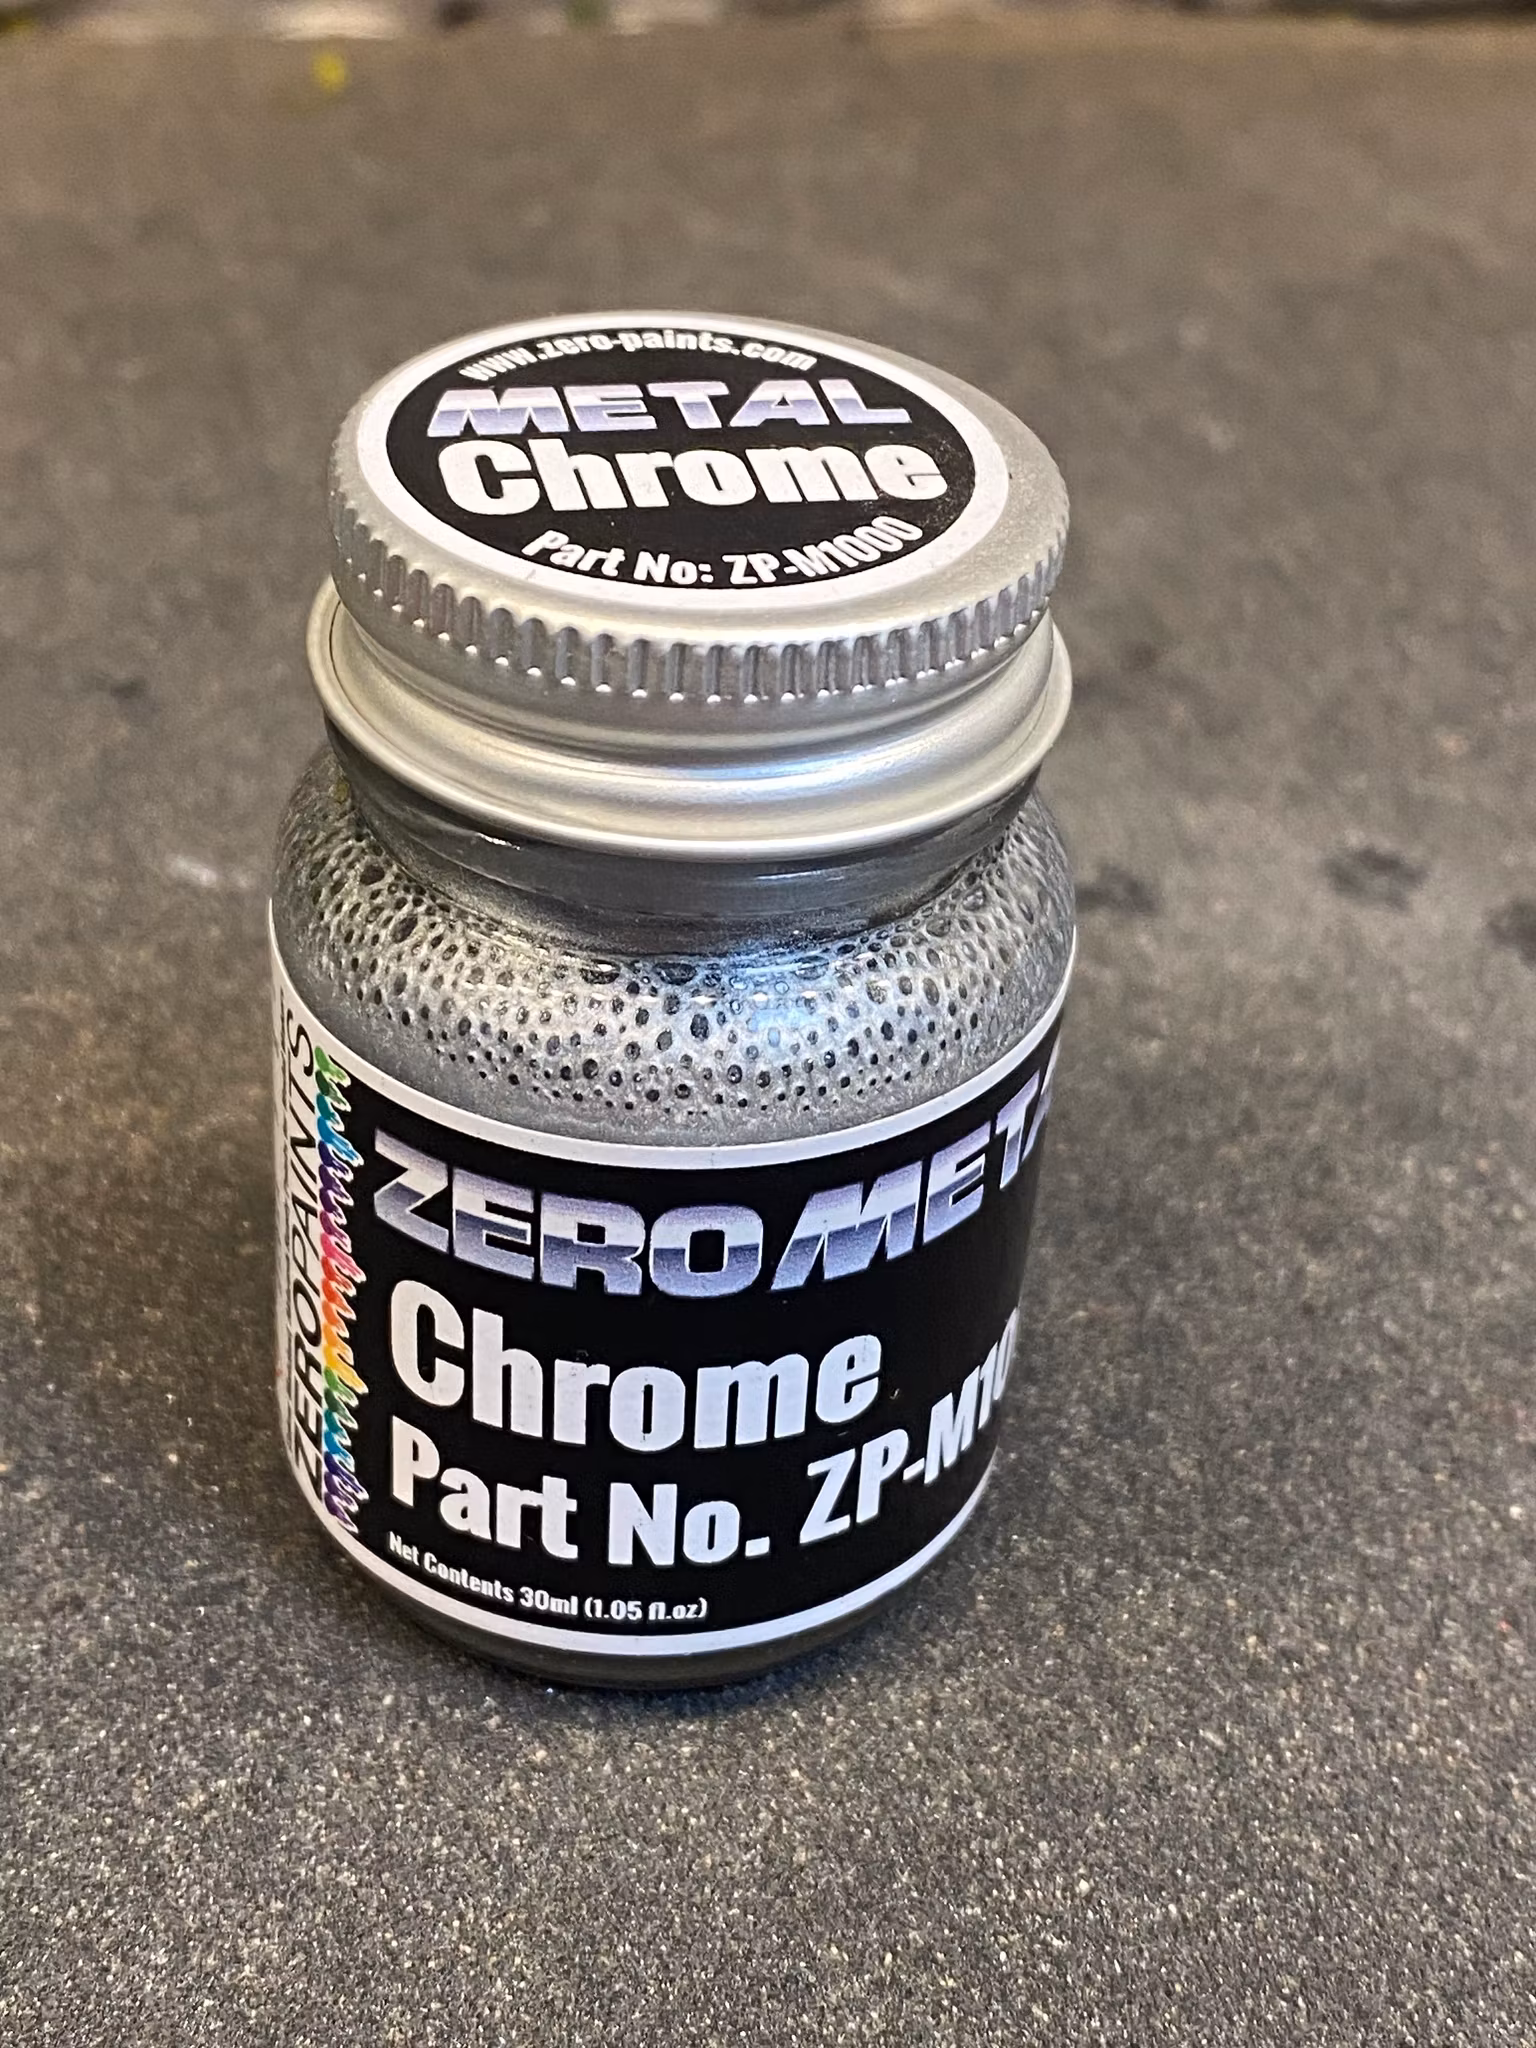 www.zero-paints.com
METAL
Chrome
Part No: ZP-M1000
ZEROPAINTS
ZERO META
Chrome
Part No. ZP-M10
Net Contents 30ml (1.05 fl.oz)